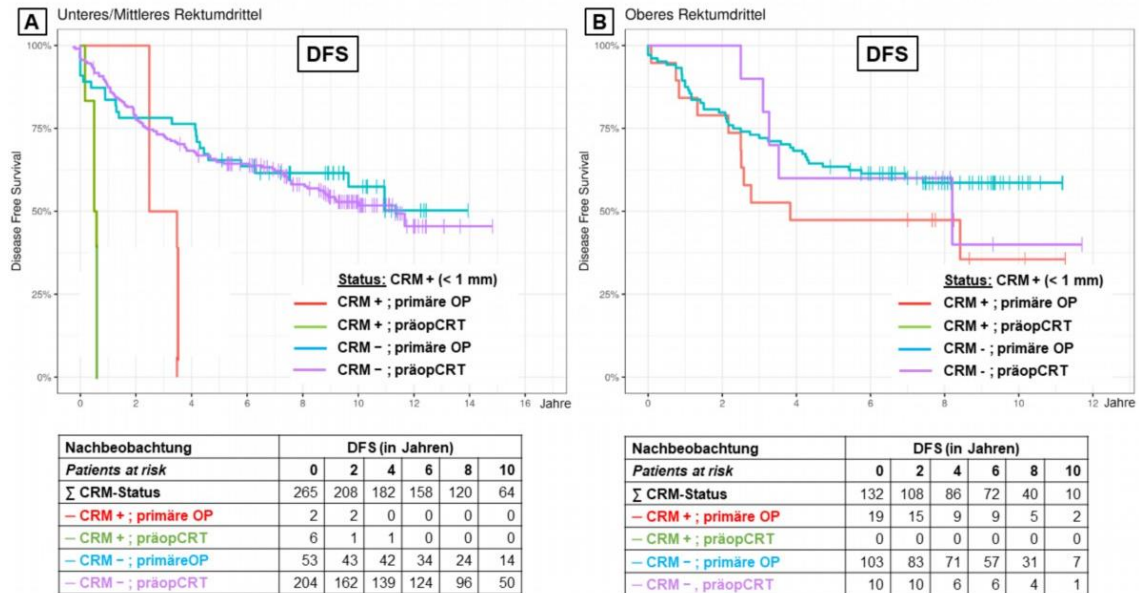 A Unteres/Mittleres Rektumdrittel
DFS
Disease Free Survival
100%
75%
50%
25%
0%
0 2 4 6 8 10 12 14 16 Jahre
Status: CRM + (< 1 mm)
CRM + ; primäre OP
CRM + ; präopCRT
CRM − ; primäre OP
CRM − ; präopCRT
B Oberes Rektumdrittel
DFS
Disease Free Survival
100%
75%
50%
25%
0%
0 2 4 6 8 10 12 Jahre
Status: CRM + (< 1 mm)
CRM + ; primäre OP
CRM + ; präopCRT
CRM - ; primäre OP
CRM - ; präopCRT
Nachbeobachtung DFS (in Jahren)
Patients at risk 0 2 4 6 8 10
∑ CRM-Status 265 208 182 158 120 64
— CRM + ; primäre OP 2 2 0 0 0 0
— CRM + ; präopCRT 6 1 1 0 0 0
— CRM − ; primäreOP 53 43 42 34 24 14
— CRM − ; präopCRT 204 162 139 124 96 50
Nachbeobachtung DFS (in Jahren)
Patients at risk 0 2 4 6 8 10
∑ CRM-Status 132 108 86 72 40 10
— CRM + ; primäre OP 19 15 9 9 5 2
— CRM + ; präopCRT 0 0 0 0 0 0
— CRM − ; primäre OP 103 83 71 57 31 7
— CRM − , präopCRT 10 10 6 6 4 1